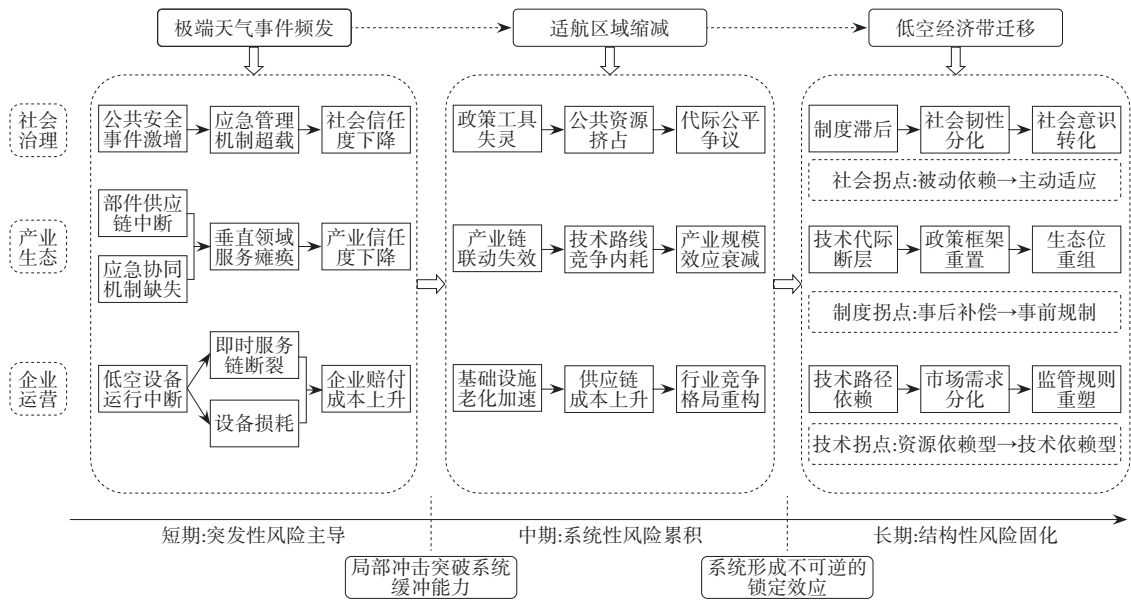 极端天气事件频发
适航区域缩减
低空经济带迁移
社会
治理
公共安全
事件激增
应急管理
机制超载
社会信任
度下降
政策工具
失灵
公共资源
挤占
代际公平
争议
制度滞后
社会韧性
分化
社会意识
转化
社会拐点:被动依赖→主动适应
产业
生态
部件供应
链中断
应急协同
机制缺失
垂直领域
服务瘫痪
产业信任
度下降
产业链
联动失效
技术路线
竞争内耗
产业规模
效应衰减
技术代际
断层
政策框架
重置
生态位
重组
制度拐点:事后补偿→事前规制
企业
运营
低空设备
运行中断
即时服务
链断裂
设备损耗
企业赔付
成本上升
基础设施
老化加速
供应链
成本上升
行业竞争
格局重构
技术路径
依赖
市场需求
分化
监管规则
重塑
技术拐点:资源依赖型→技术依赖型
短期:突发性风险主导
中期:系统性风险累积
长期:结构性风险固化
局部冲击突破系统
缓冲能力
系统形成不可逆的
锁定效应